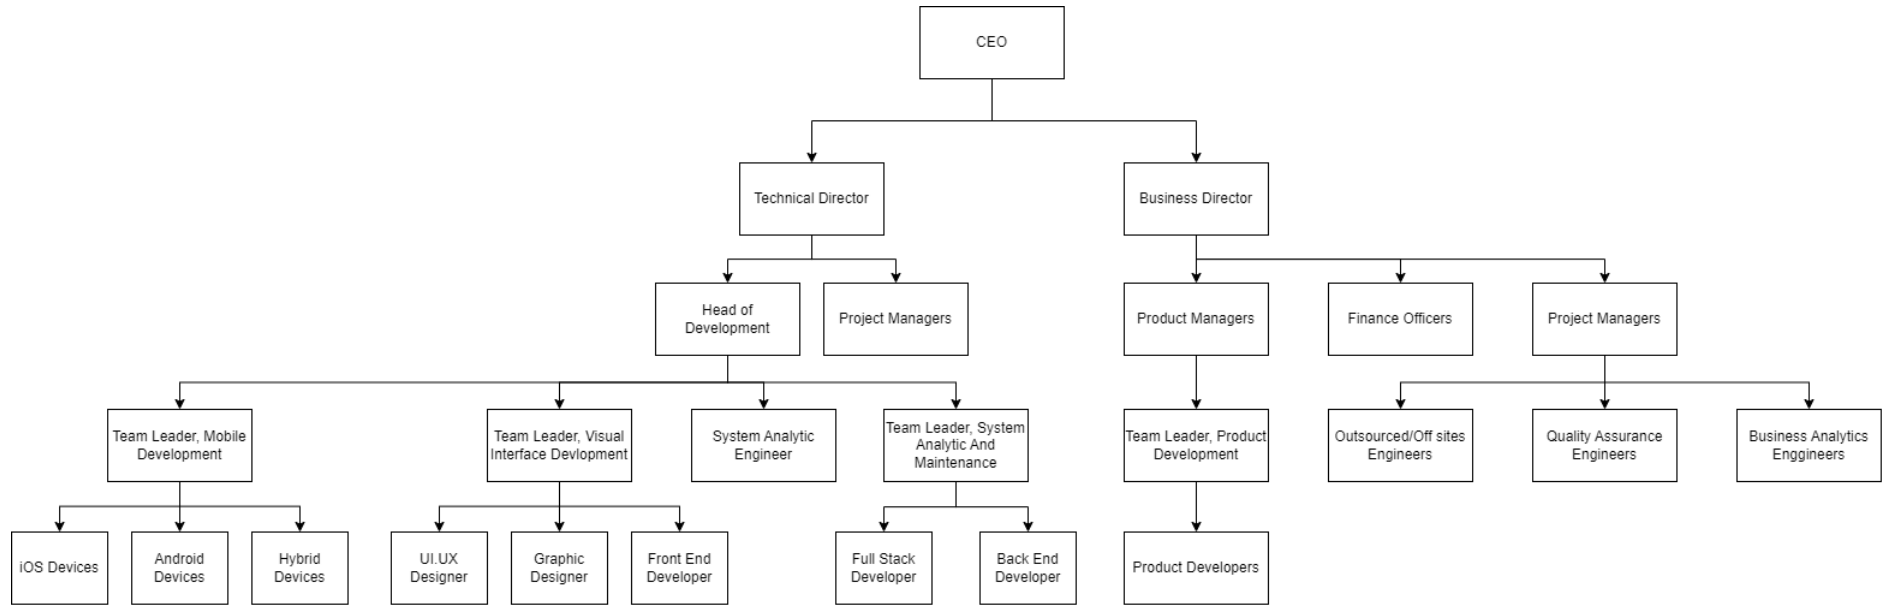 CEO
Technical Director
Business Director
Head of
Development
Project Managers
Product Managers
Finance Officers
Project Managers
Team Leader, Mobile
Development
Team Leader, Visual
Interface Devlopment
System Analytic
Engineer
Team Leader, System
Analytic And
Maintenance
Team Leader, Product
Development
Outsourced/Off sites
Engineers
Quality Assurance
Engineers
Business Analytics
Enggineers
iOS Devices
Android
Devices
Hybrid
Devices
UI.UX
Designer
Graphic
Designer
Front End
Developer
Full Stack
Developer
Back End
Developer
Product Developers